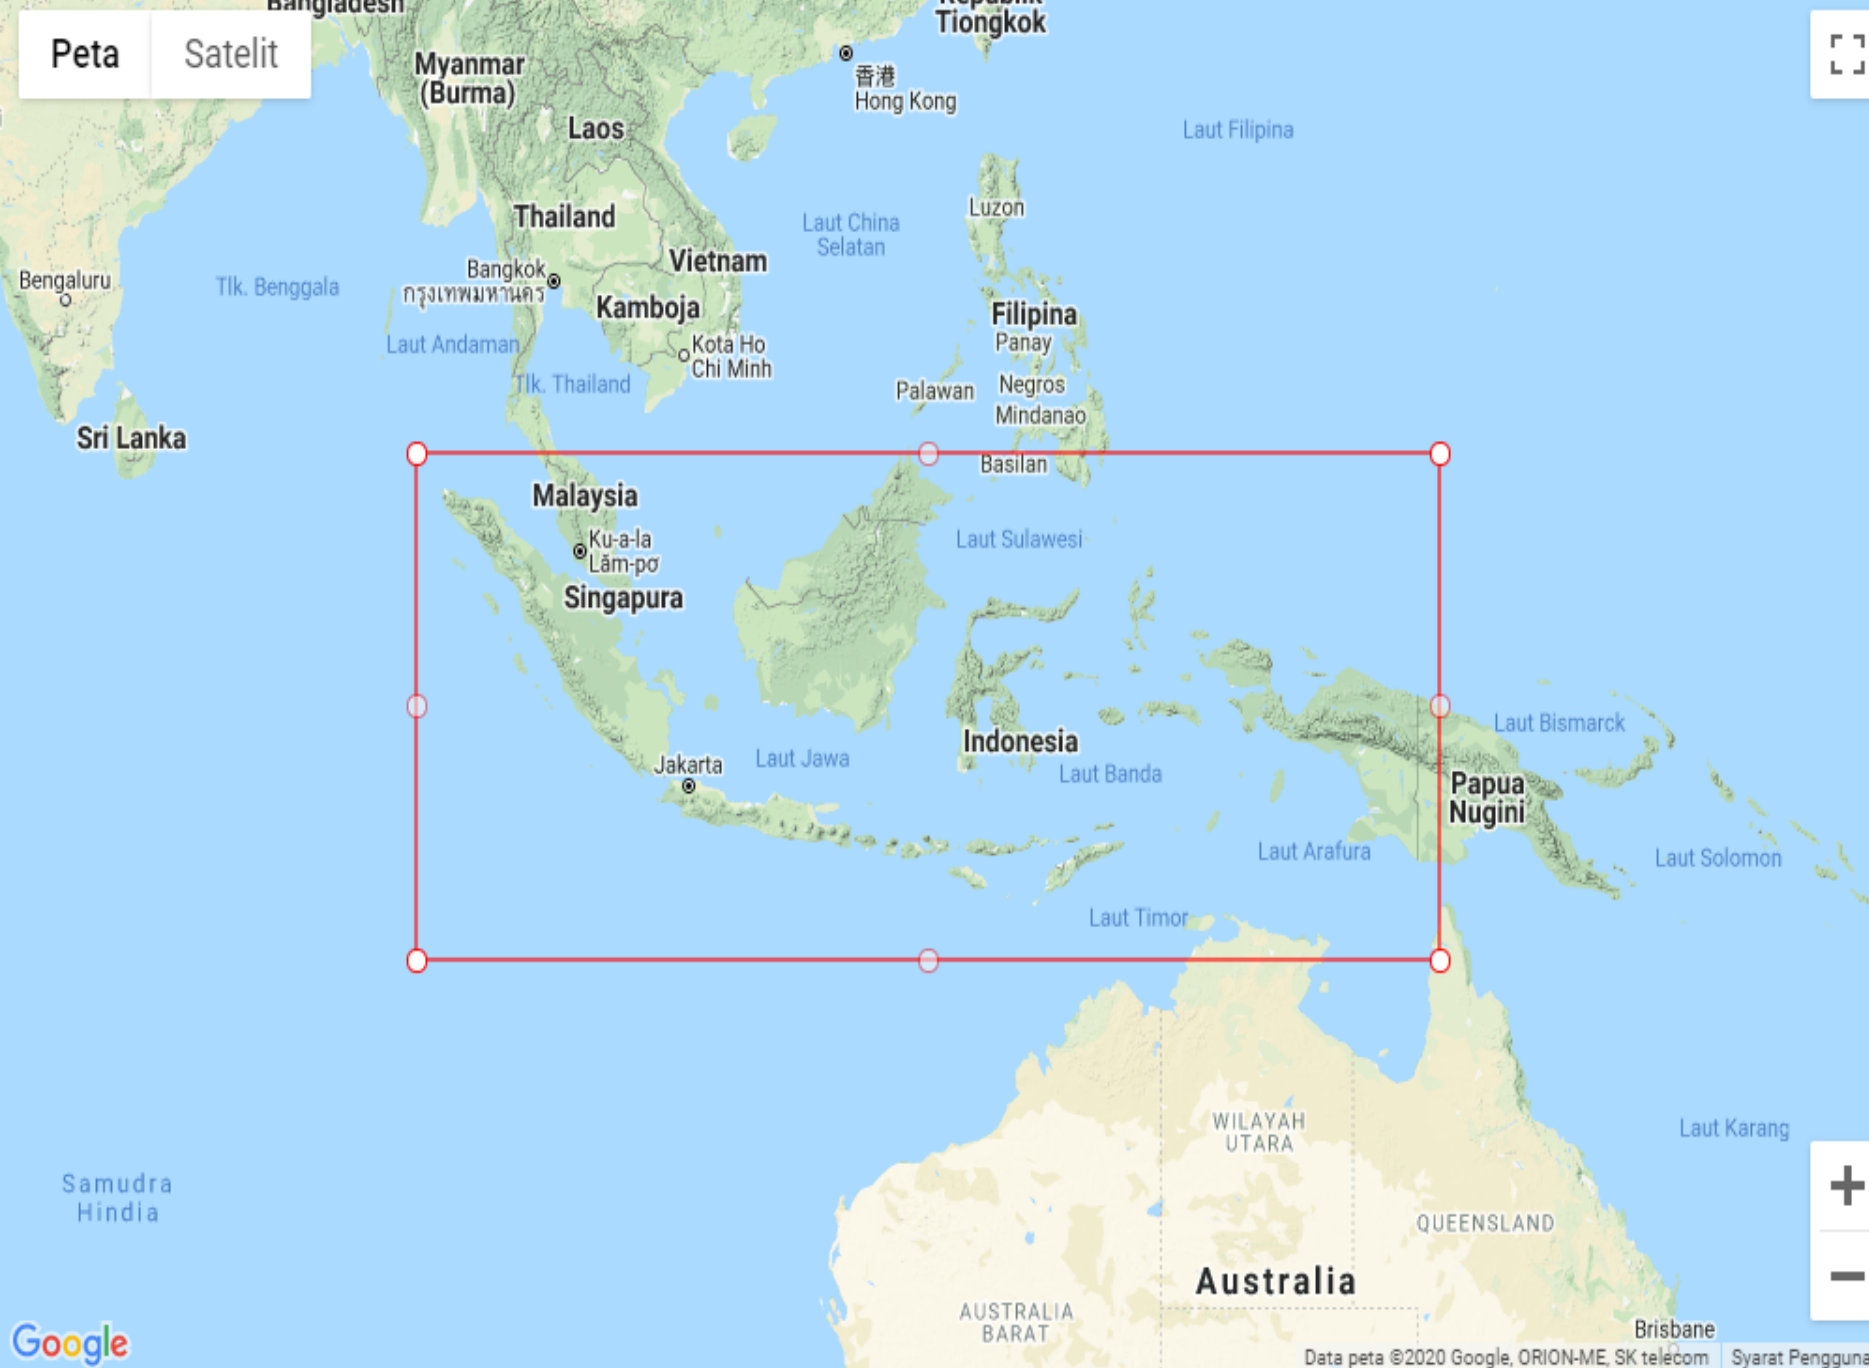 Bangladesh
Republik
Tiongkok
Peta
Satelit
Myanmar
(Burma)
香港
Hong Kong
Laos
Laut Filipina
Thailand
Luzon
Laut China
Selatan
Vietnam
Bengaluru
Tlk. Benggala
Bangkok
กรุงเทพมหานคร
Kamboja
Filipina
Panay
Laut Andaman
Kota Ho
Chi Minh
Tlk. Thailand
Palawan
Negros
Mindanao
Sri Lanka
Basilan
Malaysia
Ku-a-la
Lăm-pơ
Laut Sulawesi
Singapura
Laut Bismarck
Indonesia
Jakarta
Laut Jawa
Laut Banda
Papua
Nugini
Laut Arafura
Laut Solomon
Laut Timor
WILAYAH
UTARA
Laut Karang
Samudra
Hindia
QUEENSLAND
Australia
AUSTRALIA
BARAT
Brisbane
Google
Data peta ©2020 Google, ORION-ME, SK telecom
Syarat Pengguna